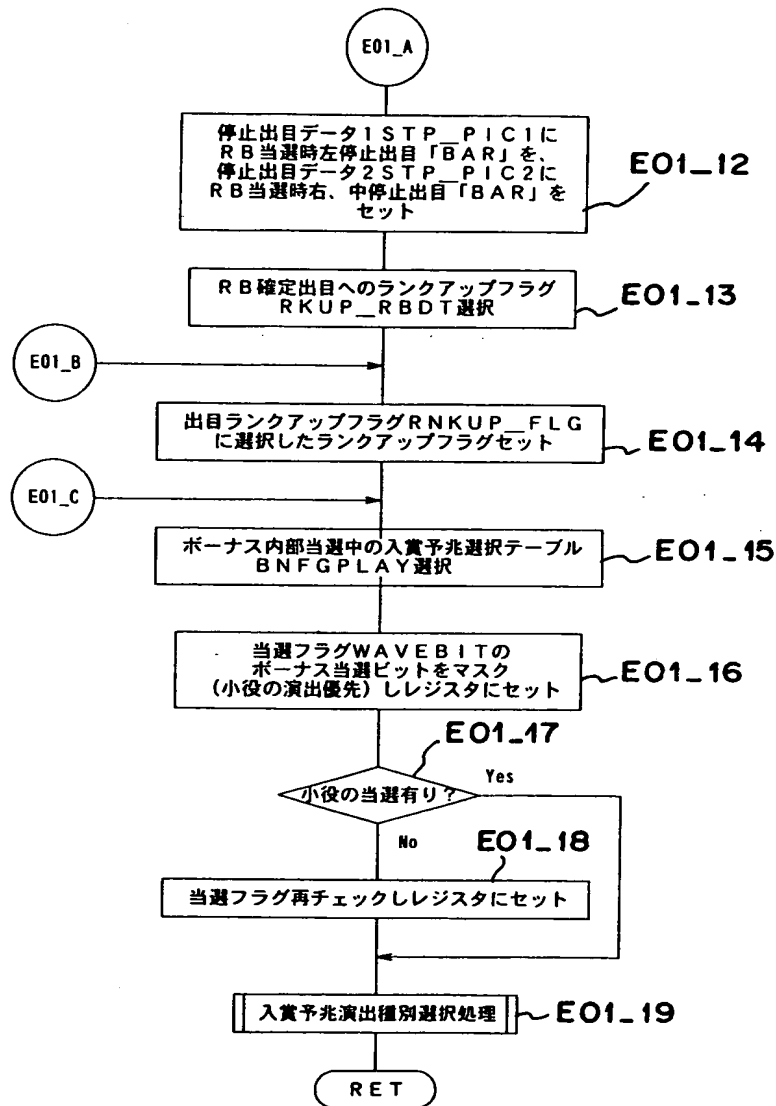 E01_A
停止出目データ1STP__PIC1に
RB当選時左停止出目「BAR」を、
停止出目データ2STP__PIC2に
RB当選時右、中停止出目「BAR」を
セット
E01_12
RB確定出目へのランクアップフラグ
RKUP__RBDT選択
E01_13
E01_B
出目ランクアップフラグRNKUP__FLG
に選択したランクアップフラグセット
E01_14
E01_C
ボーナス内部当選中の入賞予兆選択テーブル
BNFGPLAY選択
E01_15
当選フラグWAVEBITの
ボーナス当選ビットをマスク
(小役の演出優先)しレジスタにセット
E01_16
E01_17
小役の当選有り?
Yes
No
E01_18
当選フラグ再チェックしレジスタにセット
入賞予兆演出種別選択処理
E01_19
RET